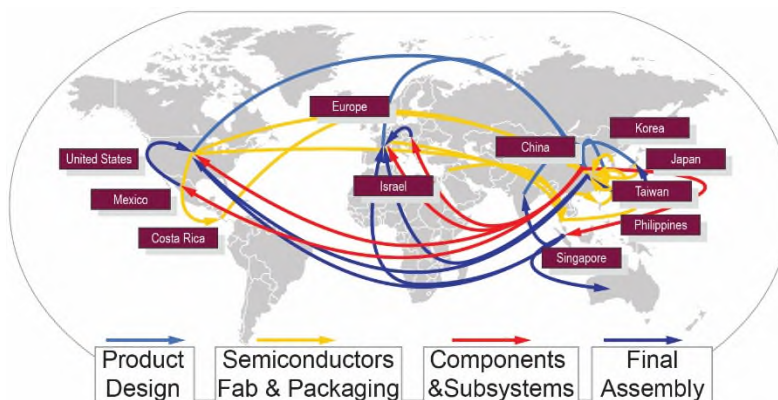 Europe
Korea
China
United States
Japan
Israel
Mexico
Taiwan
Costa Rica
Philippines
Singapore
Product
Design
Semiconductors
Fab & Packaging
Components
&Subsystems
Final
Assembly